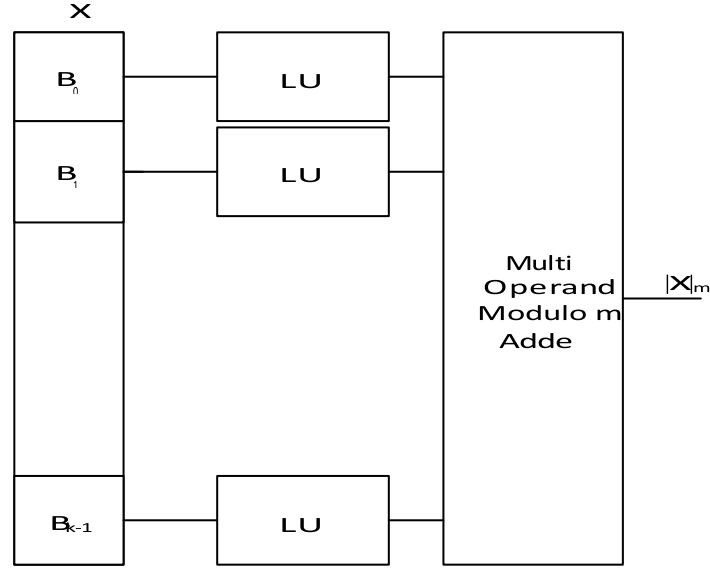 X
B0
LU
B1
LU
Multi
Operand
Modulo m
Adde
|X|m
Bk-1
LU